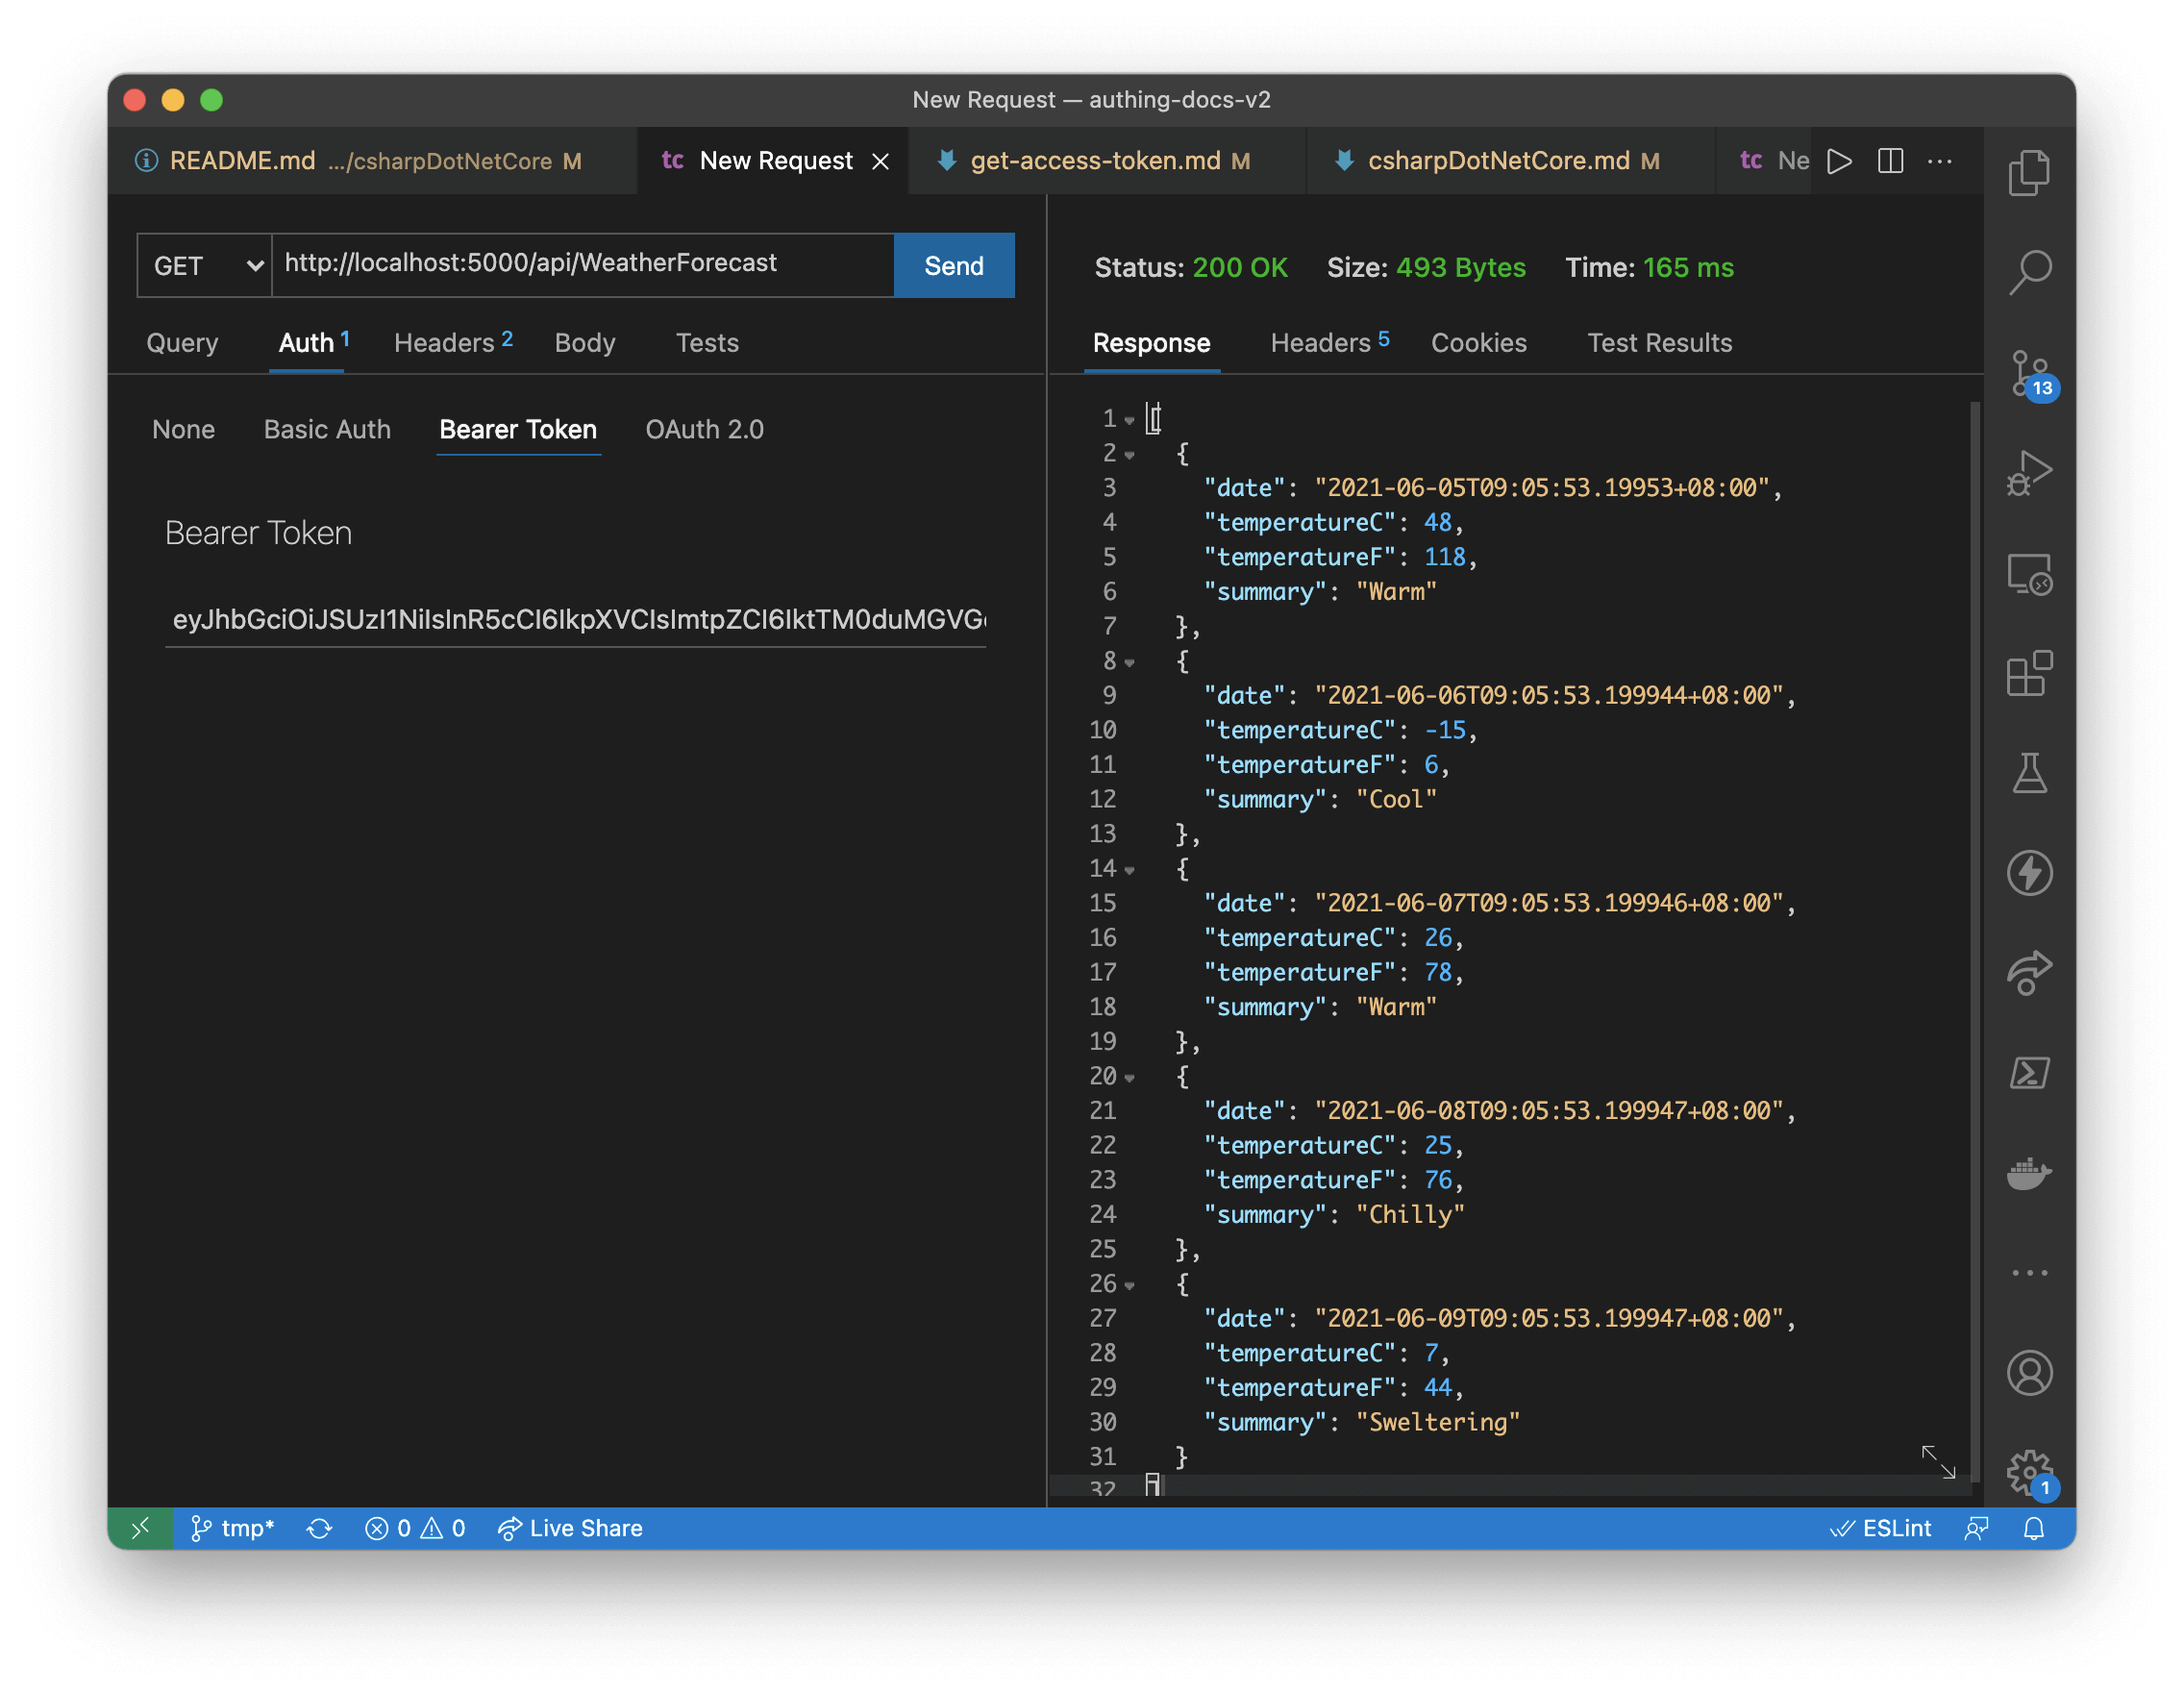 New Request — authing-docs-v2
README.md .../csharpDotNetCore M
tc New Request
get-access-token.md M
csharpDotNetCore.md M
tc Ne
GET http://localhost:5000/api/WeatherForecast Send
Query Auth 1 Headers 2 Body Tests
None Basic Auth Bearer Token OAuth 2.0
Bearer Token
eyJhbGciOiJSUzI1NiIsInR5cCI6IkpXVCIsImtpZCI6IktTM0duMGVG
Status: 200 OK Size: 493 Bytes Time: 165 ms
Response Headers 5 Cookies Test Results
1 [
2 {
3 "date": "2021-06-05T09:05:53.19953+08:00",
4 "temperatureC": 48,
5 "temperatureF": 118,
6 "summary": "Warm"
7 },
8 {
9 "date": "2021-06-06T09:05:53.199944+08:00",
10 "temperatureC": -15,
11 "temperatureF": 6,
12 "summary": "Cool"
13 },
14 {
15 "date": "2021-06-07T09:05:53.199946+08:00",
16 "temperatureC": 26,
17 "temperatureF": 78,
18 "summary": "Warm"
19 },
20 {
21 "date": "2021-06-08T09:05:53.199947+08:00",
22 "temperatureC": 25,
23 "temperatureF": 76,
24 "summary": "Chilly"
25 },
26 {
27 "date": "2021-06-09T09:05:53.199947+08:00",
28 "temperatureC": 7,
29 "temperatureF": 44,
30 "summary": "Sweltering"
31 }
32 ]
13
1
tmp* 0 0 Live Share
ESLint